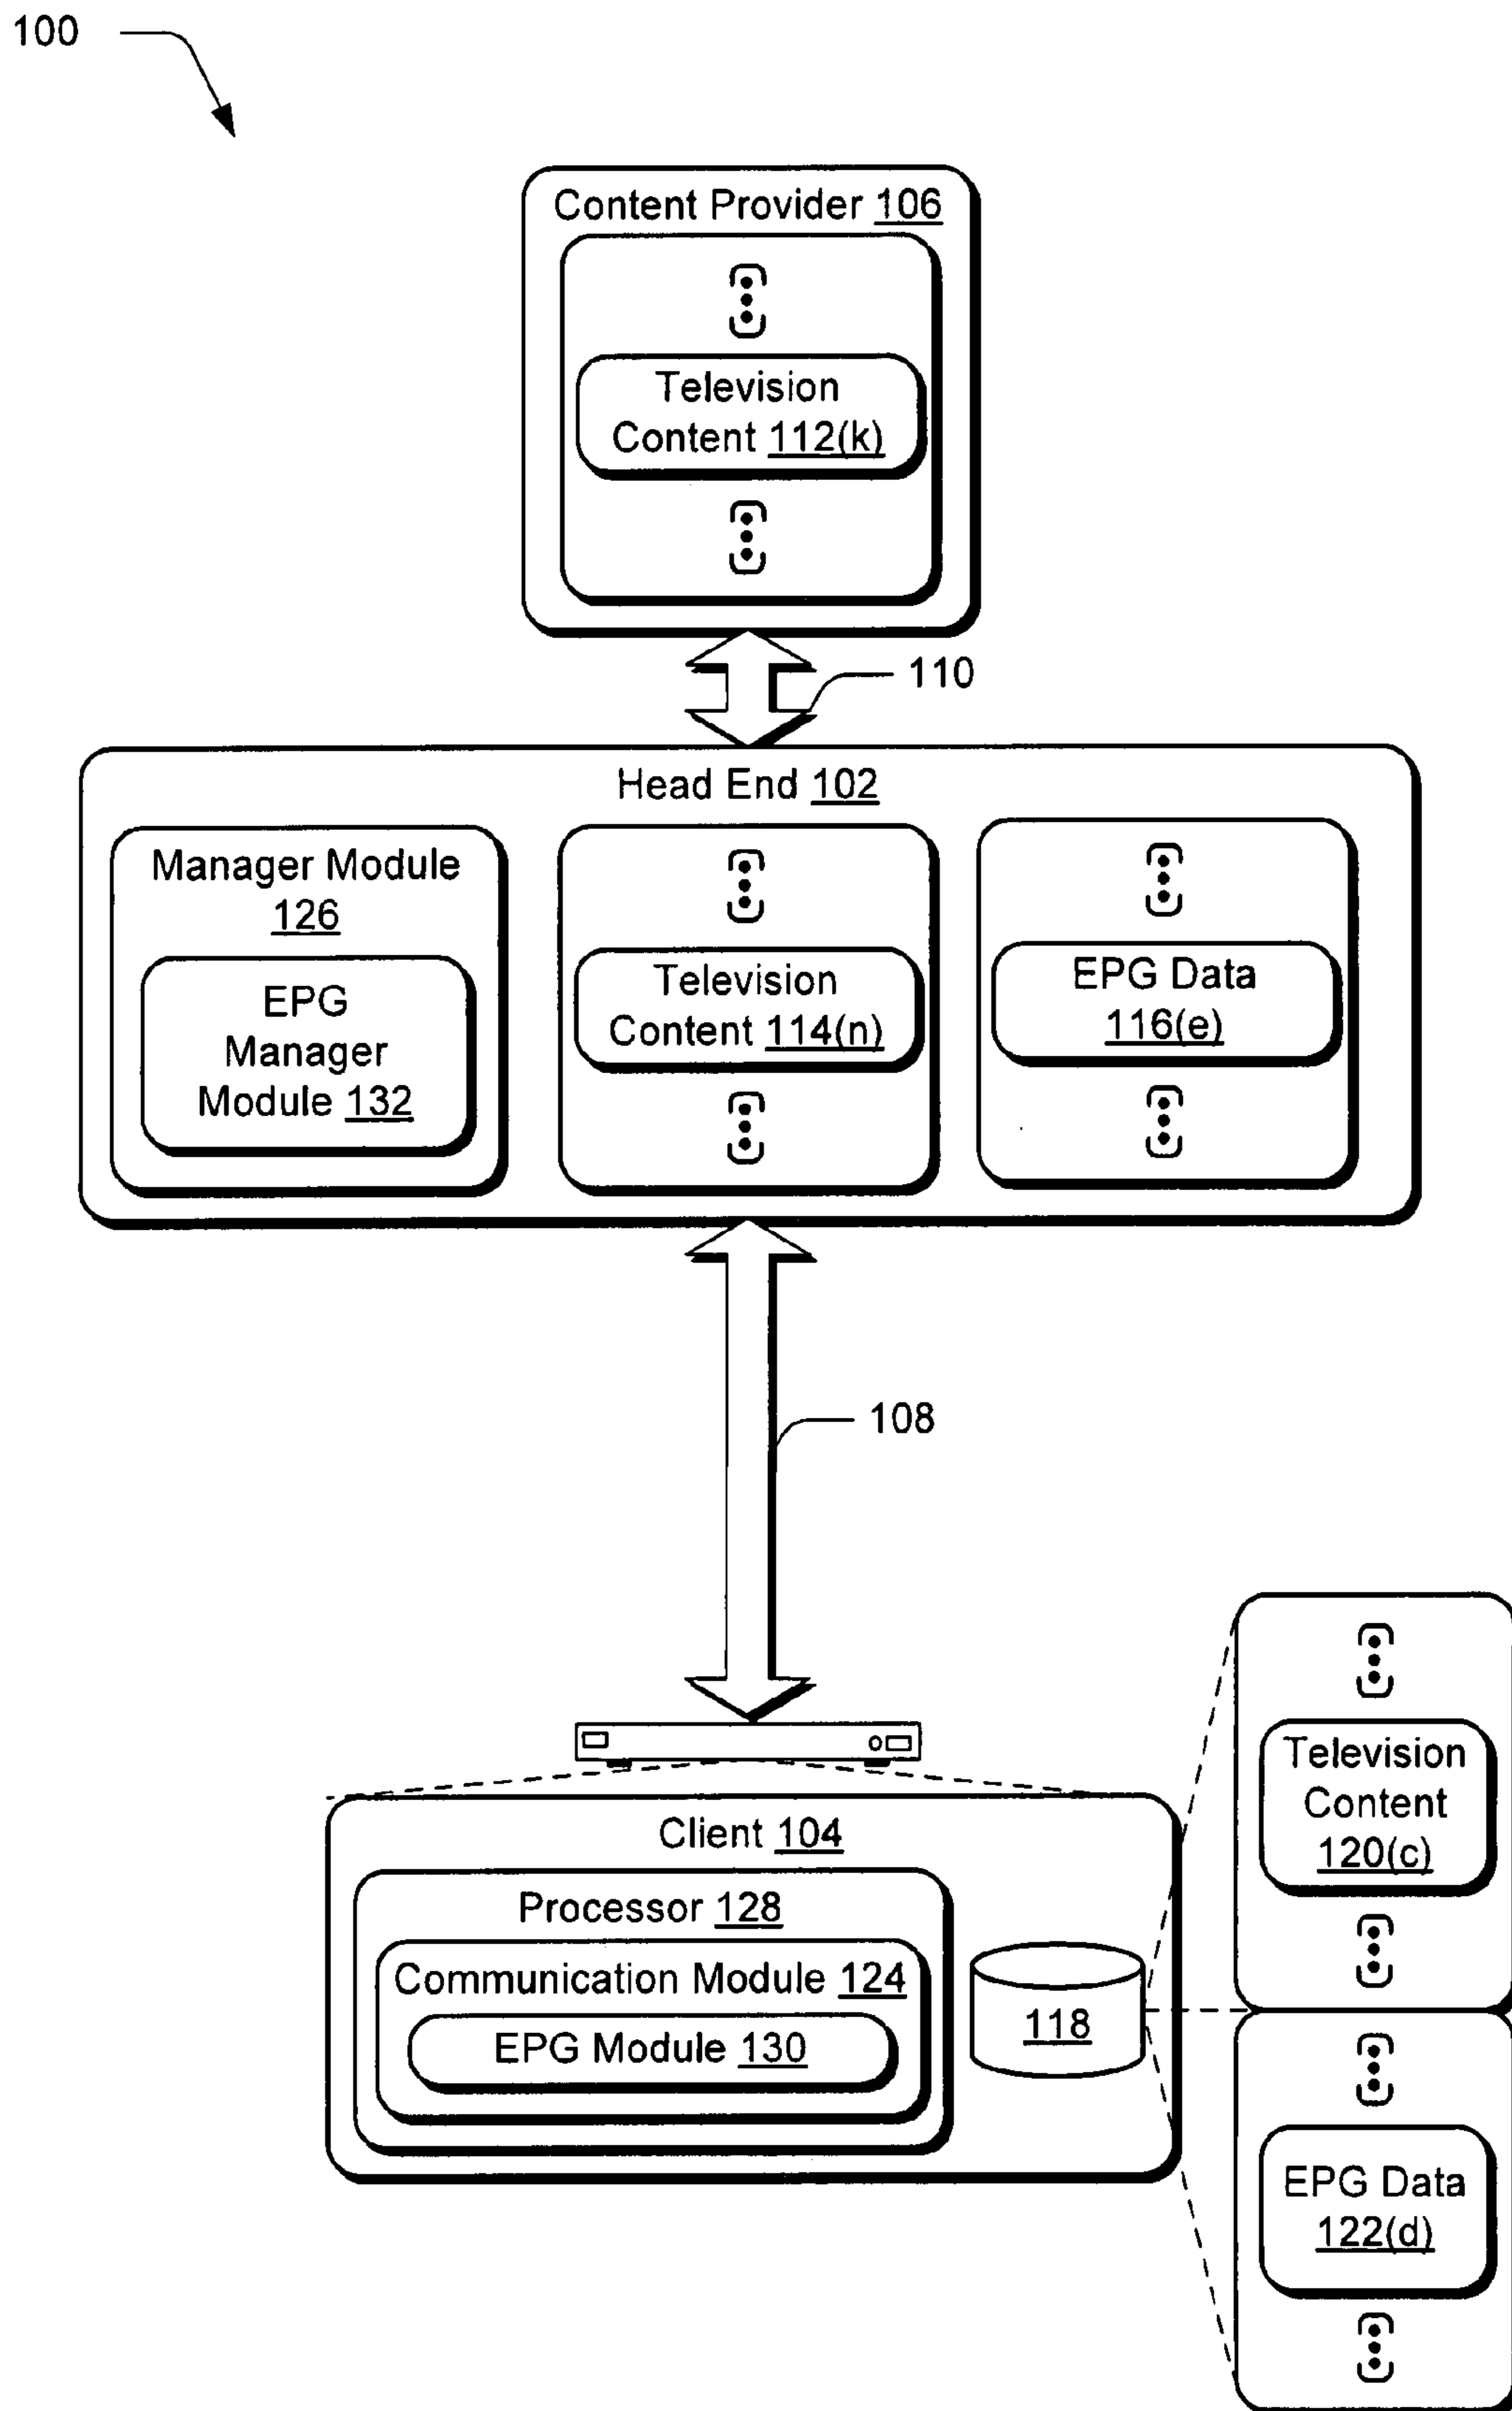 100
Content Provider 106
Television
Content 112(k)
110
Head End 102
Manager Module
126
EPG
Manager
Module 132
Television
Content 114(n)
EPG Data
116(e)
108
Client 104
Processor 128
Communication Module 124
EPG Module 130
118
Television
Content
120(c)
EPG Data
122(d)